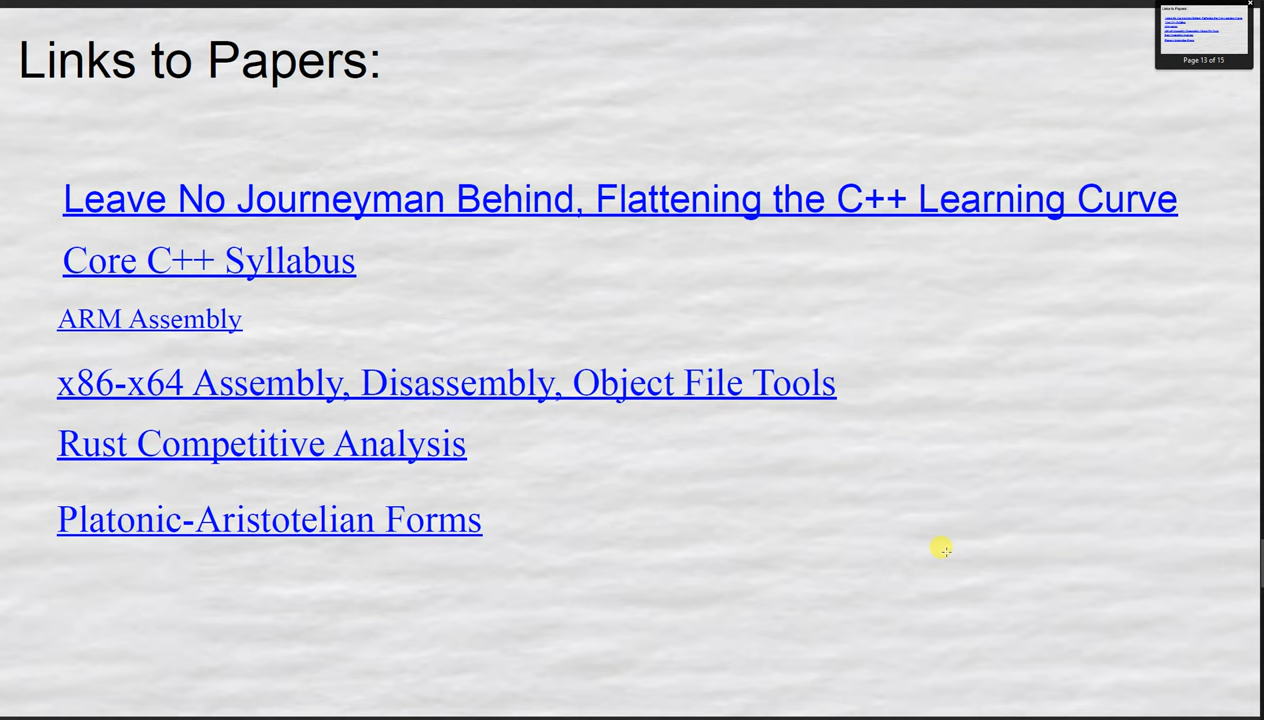 Links to Papers:
Page 13 of 15
Leave No Journeyman Behind, Flattening the C++ Learning Curve
Core C++ Syllabus
ARM Assembly
x86-x64 Assembly, Disassembly, Object File Tools
Rust Competitive Analysis
Platonic-Aristotelian Forms